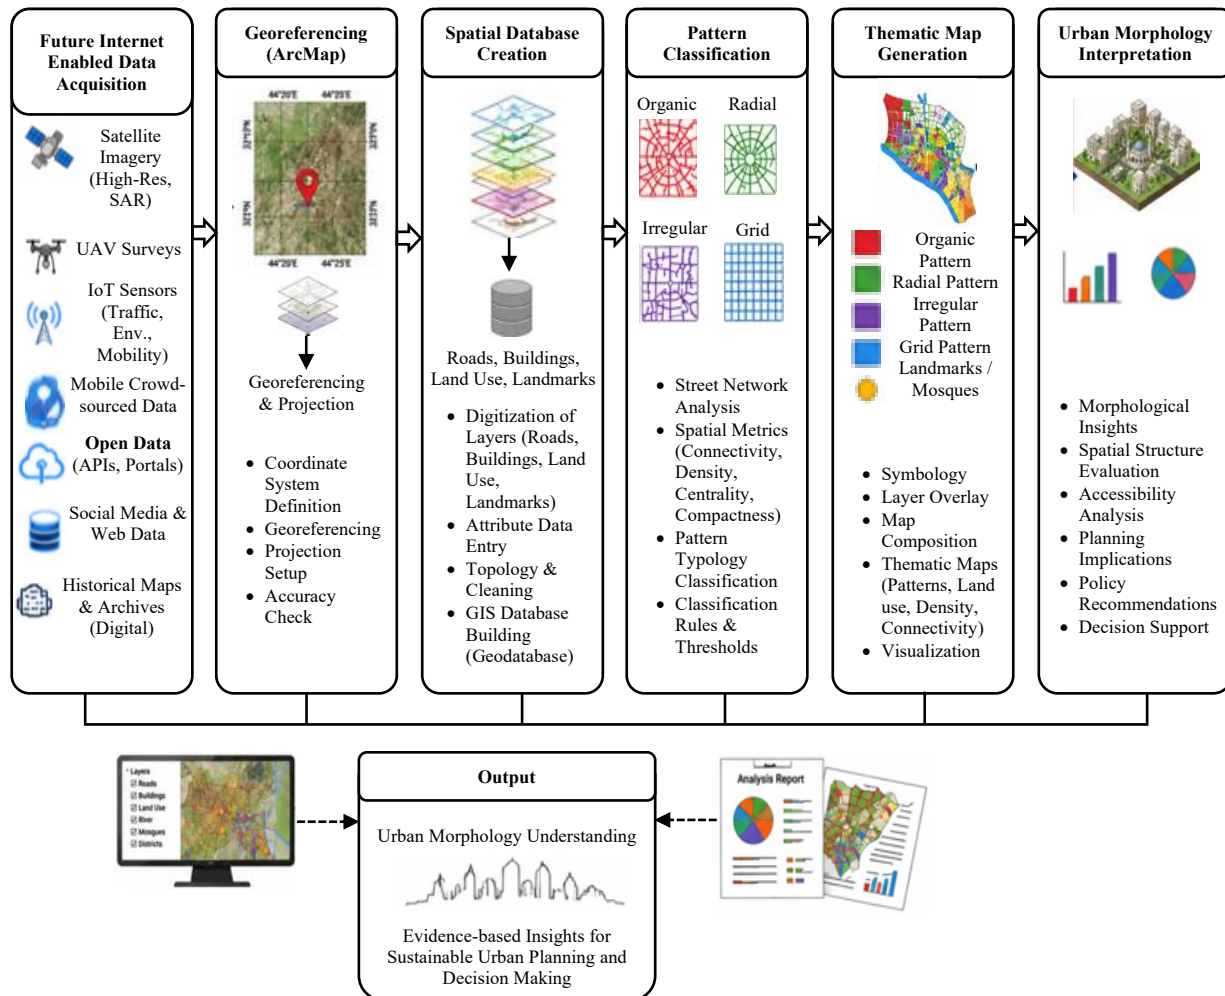 Future Internet
Enabled Data
Acquisition
Satellite
Imagery
(High-Res,
SAR)
UAV Surveys
IoT Sensors
(Traffic,
Env.,
Mobility)
Mobile Crowd-
sourced Data
Open Data
(APIs, Portals)
Social Media &
Web Data
Historical Maps
& Archives
(Digital)
Georeferencing
(ArcMap)
44°20'E 44°25'E
44°20'E 44°25'E
Georeferencing
& Projection
• Coordinate
System
Definition
• Georeferencing
• Projection
Setup
• Accuracy
Check
Spatial Database
Creation
Roads, Buildings,
Land Use, Landmarks
• Digitization of
Layers (Roads,
Buildings, Land
Use,
Landmarks)
• Attribute Data
Entry
• Topology &
Cleaning
• GIS Database
Building
(Geodatabase)
Pattern
Classification
Organic Radial
Irregular Grid
• Street Network
Analysis
• Spatial Metrics
(Connectivity,
Density,
Centrality,
Compactness)
• Pattern
Typology
Classification
• Classification
Rules &
Thresholds
Thematic Map
Generation
Organic
Pattern
Radial Pattern
Irregular
Pattern
Grid Pattern
Landmarks /
Mosques
• Symbology
• Layer Overlay
• Map
Composition
• Thematic Maps
(Patterns, Land
use, Density,
Connectivity)
• Visualization
Urban Morphology
Interpretation
• Morphological
Insights
• Spatial Structure
Evaluation
• Accessibility
Analysis
• Planning
Implications
• Policy
Recommendations
• Decision Support
Layers
Roads
Buildings
Land Use
River
Mosques
Districts
Output
Urban Morphology Understanding
Evidence-based Insights for
Sustainable Urban Planning and
Decision Making
Analysis Report